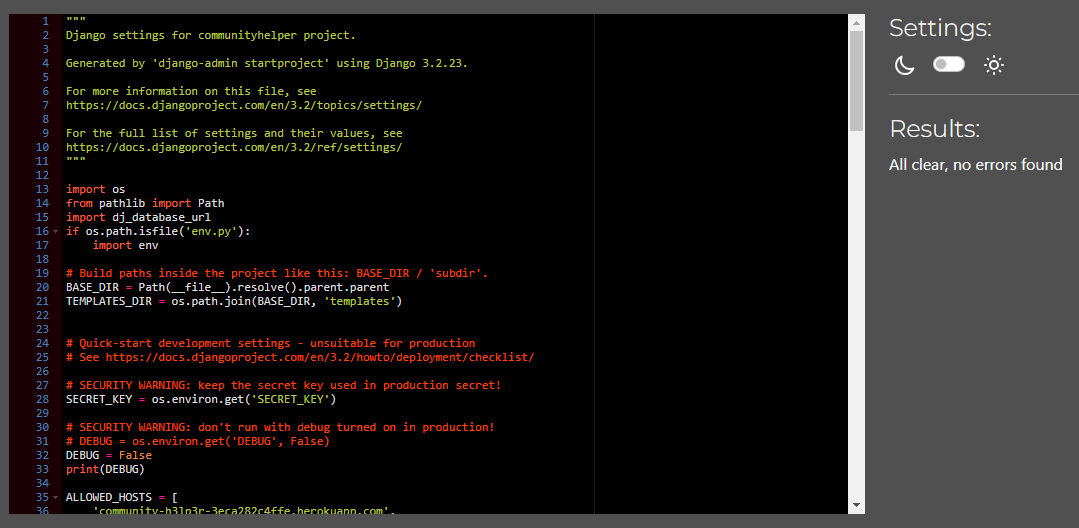 1 """
2 Django settings for communityhelper project.
3
4 Generated by 'django-admin startproject' using Django 3.2.23.
5
6 For more information on this file, see
7 https://docs.djangoproject.com/en/3.2/topics/settings/
8
9 For the full list of settings and their values, see
10 https://docs.djangoproject.com/en/3.2/ref/settings/
11 """
12
13 import os
14 from pathlib import Path
15 import dj_database_url
16 if os.path.isfile('env.py'):
17     import env
18
19 # Build paths inside the project like this: BASE_DIR / 'subdir'.
20 BASE_DIR = Path(__file__).resolve().parent.parent
21 TEMPLATES_DIR = os.path.join(BASE_DIR, 'templates')
22
23
24 # Quick-start development settings - unsuitable for production
25 # See https://docs.djangoproject.com/en/3.2/howto/deployment/checklist/
26
27 # SECURITY WARNING: keep the secret key used in production secret!
28 SECRET_KEY = os.environ.get('SECRET_KEY')
29
30 # SECURITY WARNING: don't run with debug turned on in production!
31 # DEBUG = os.environ.get('DEBUG', False)
32 DEBUG = False
33 print(DEBUG)
34
35 ALLOWED_HOSTS = [
36     'community-h3lp3r-3eca282c4ffe.herokuapp.com',
Settings:
Results:
All clear, no errors found